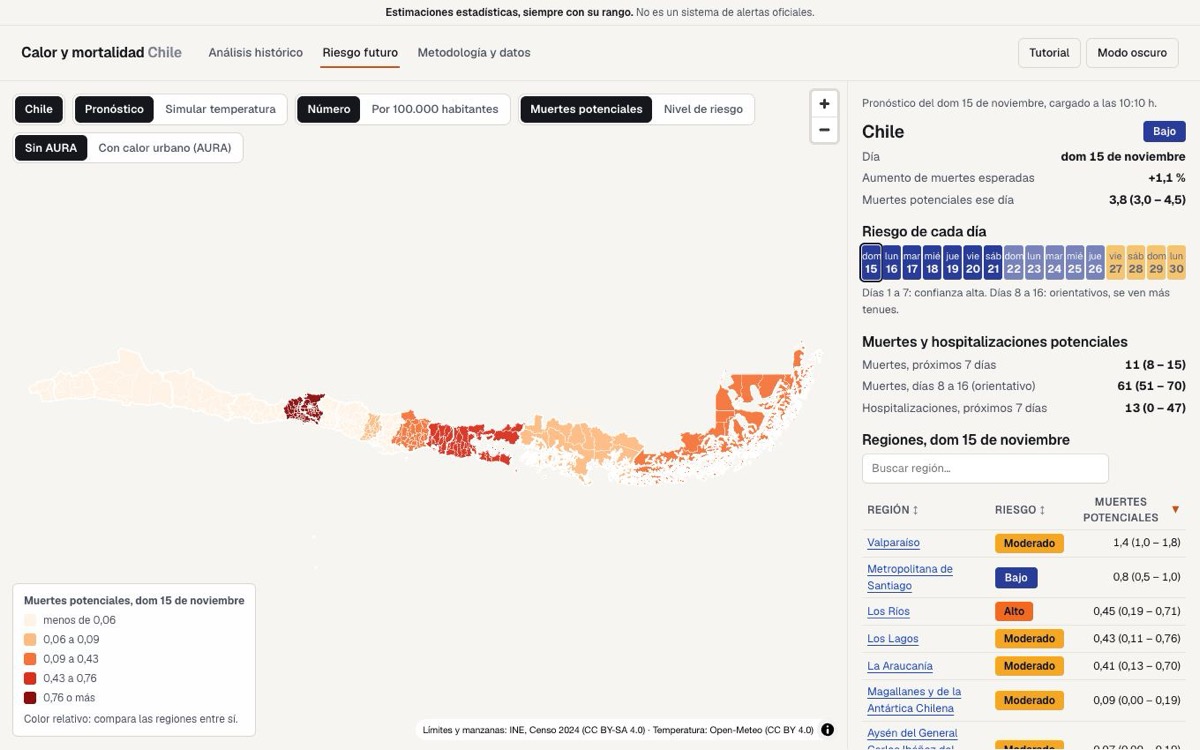 Estimaciones estadísticas, siempre con su rango. No es un sistema de alertas oficiales.
Calor y mortalidad Chile
Análisis histórico
Riesgo futuro
Metodología y datos
Tutorial
Modo oscuro
Chile
Pronóstico
Simular temperatura
Número
Por 100.000 habitantes
Muertes potenciales
Nivel de riesgo
Sin AURA
Con calor urbano (AURA)
+
−
Muertes potenciales, dom 15 de noviembre
menos de 0,06
0,06 a 0,09
0,09 a 0,43
0,43 a 0,76
0,76 o más
Color relativo: compara las regiones entre sí.
Límites y manzanas: INE, Censo 2024 (CC BY-SA 4.0) · Temperatura: Open-Meteo (CC BY 4.0)
Pronóstico del dom 15 de noviembre, cargado a las 10:10 h.
Chile Bajo
Día dom 15 de noviembre
Aumento de muertes esperadas +1,1 %
Muertes potenciales ese día 3,8 (3,0 – 4,5)
Riesgo de cada día
dom lun mar mié jue vie sáb dom lun mar mié jue vie sáb dom lun
15 16 17 18 19 20 21 22 23 24 25 26 27 28 29 30
Días 1 a 7: confianza alta. Días 8 a 16: orientativos, se ven más
tenues.
Muertes y hospitalizaciones potenciales
Muertes, próximos 7 días 11 (8 – 15)
Muertes, días 8 a 16 (orientativo) 61 (51 – 70)
Hospitalizaciones, próximos 7 días 13 (0 – 47)
Regiones, dom 15 de noviembre
Buscar región…
REGIÓN ↕ RIESGO ↕ MUERTES
POTENCIALES ▼
Valparaíso Moderado 1,4 (1,0 – 1,8)
Metropolitana de
Santiago Bajo 0,8 (0,5 – 1,0)
Los Ríos Alto 0,45 (0,19 – 0,71)
Los Lagos Moderado 0,43 (0,11 – 0,76)
La Araucanía Moderado 0,41 (0,13 – 0,70)
Magallanes y de la
Antártica Chilena Moderado 0,09 (0,00 – 0,19)
Aysén del General